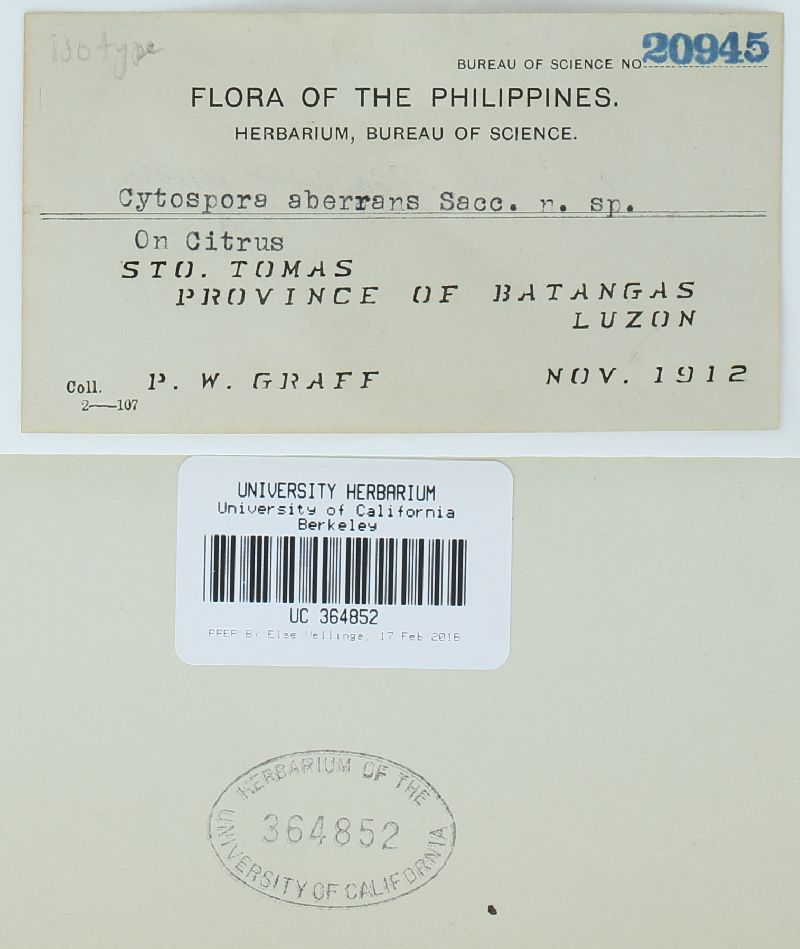 Isotype
BUREAU OF SCIENCE NO. 20945
FLORA OF THE PHILIPPINES.
HERBARIUM, BUREAU OF SCIENCE.
Cytospora aberrans Sacc. n. sp.
On Citrus
STO. TOMAS
PROVINCE OF BATANGAS
LUZON
Coll. P. W. GRAFF NOV. 1912
2—107
UNIVERSITY HERBARIUM
University of California
Berkeley
UC 364852
PREP BY Else Vellinga, 17 Feb 2016
HERBARIUM OF THE
364852
UNIVERSITY OF CALIFORNIA